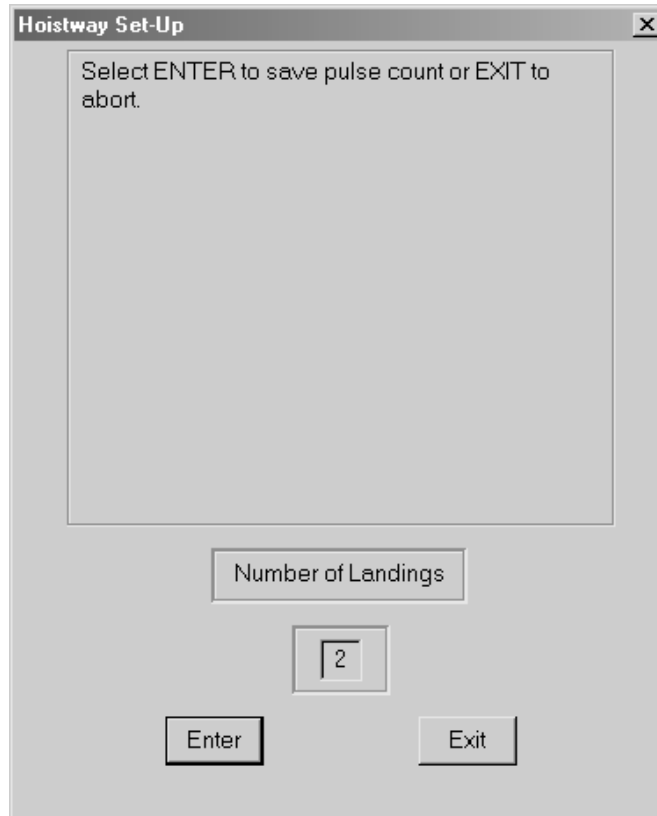 Hoistway Set-Up
Select ENTER to save pulse count or EXIT to
abort.
Number of Landings
2
Enter
Exit